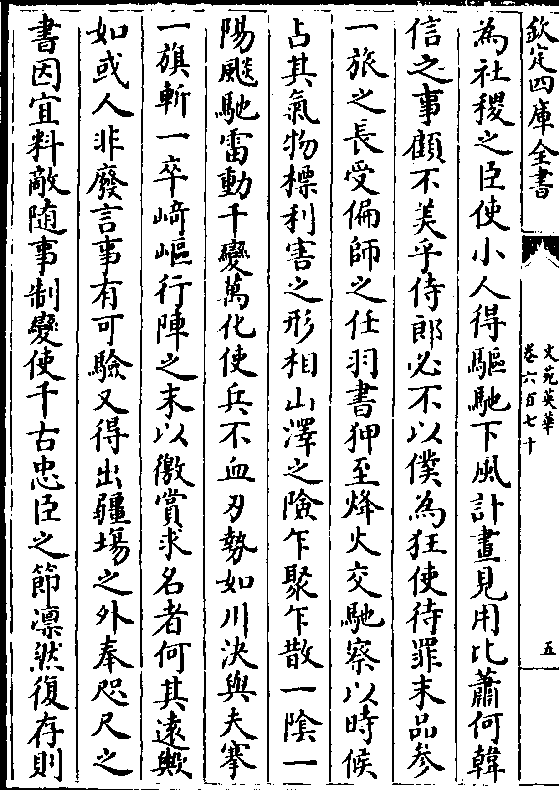 欽定四庫全書
文苑英華
卷六百七十
五
為社稷之臣使小人得驅馳下風計畫見用比蕭何韓
信之事顧不美乎侍郎必不以僕為狂使待罪末品參
一旅之長受偏師之任羽書狎至烽火交馳察以時候
占其氣物標利害之形相山澤之險乍聚乍散一隂一
陽飈馳雷動千變萬化使兵不血刃勢如川決與夫搴
一旗斬一卒﨑嶇行陣之末以徼賞求名者何其遠歟
如或人非廢言事有可驗又得出疆埸之外奉咫尺之
書因宜料敵随事制變使千古忠臣之節凛然復存則